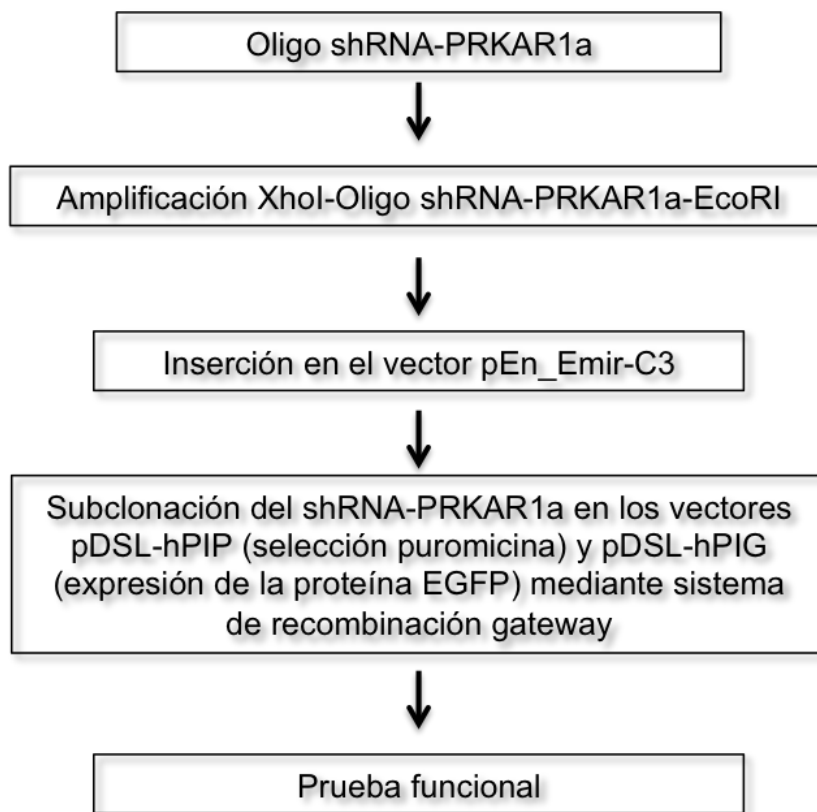 Oligo shRNA-PRKAR1a
Amplificación XhoI-Oligo shRNA-PRKAR1a-EcoRI
Inserción en el vector pEn_Emir-C3
Subclonación del shRNA-PRKAR1a en los vectores
pDSL-hPIP (selección puromicina) y pDSL-hPIG
(expresión de la proteína EGFP) mediante sistema
de recombinación gateway
Prueba funcional